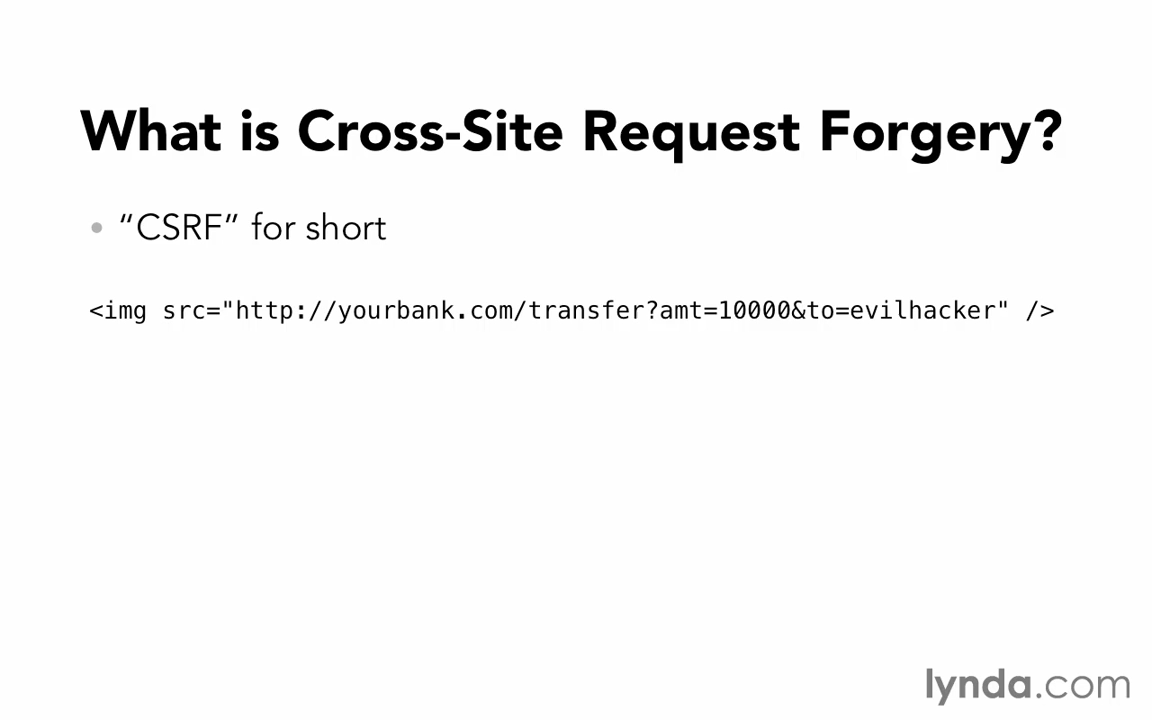 What is Cross-Site Request Forgery?
• “CSRF” for short
<img src="http://yourbank.com/transfer?amt=10000&to=evilhacker" />
lynda.com